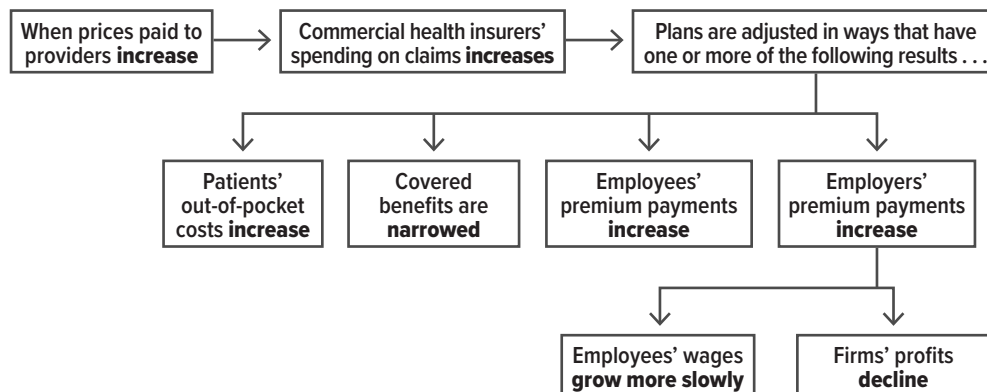 When prices paid to
providers increase
Commercial health insurers’
spending on claims increases
Plans are adjusted in ways that have
one or more of the following results . . .
Patients’
out-of-pocket
costs increase
Covered
benefits are
narrowed
Employees’
premium payments
increase
Employers’
premium payments
increase
Employees’ wages
grow more slowly
Firms’ profits
decline